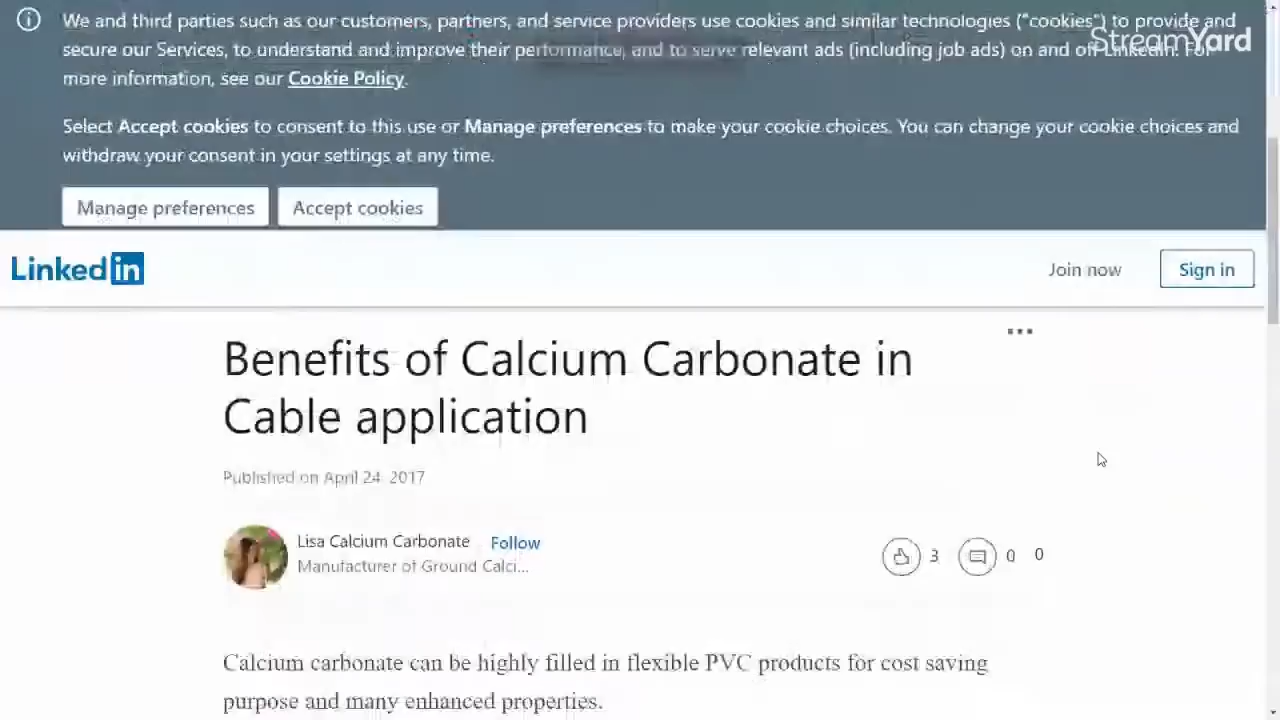 We and third parties such as our customers, partners, and service providers use cookies and similar technologies ("cookies") to provide and
secure our Services, to understand and improve their performance, and to serve relevant ads (including job ads) on and off LinkedIn. For
more information, see our Cookie Policy.
StreamYard
Select Accept cookies to consent to this use or Manage preferences to make your cookie choices. You can change your cookie choices and
withdraw your consent in your settings at any time.
Manage preferences Accept cookies
Linked in
Join now Sign in
Benefits of Calcium Carbonate in
Cable application
Published on April 24, 2017
Lisa Calcium Carbonate Follow
Manufacturer of Ground Calci...
3 0 0
Calcium carbonate can be highly filled in flexible PVC products for cost saving
purpose and many enhanced properties.